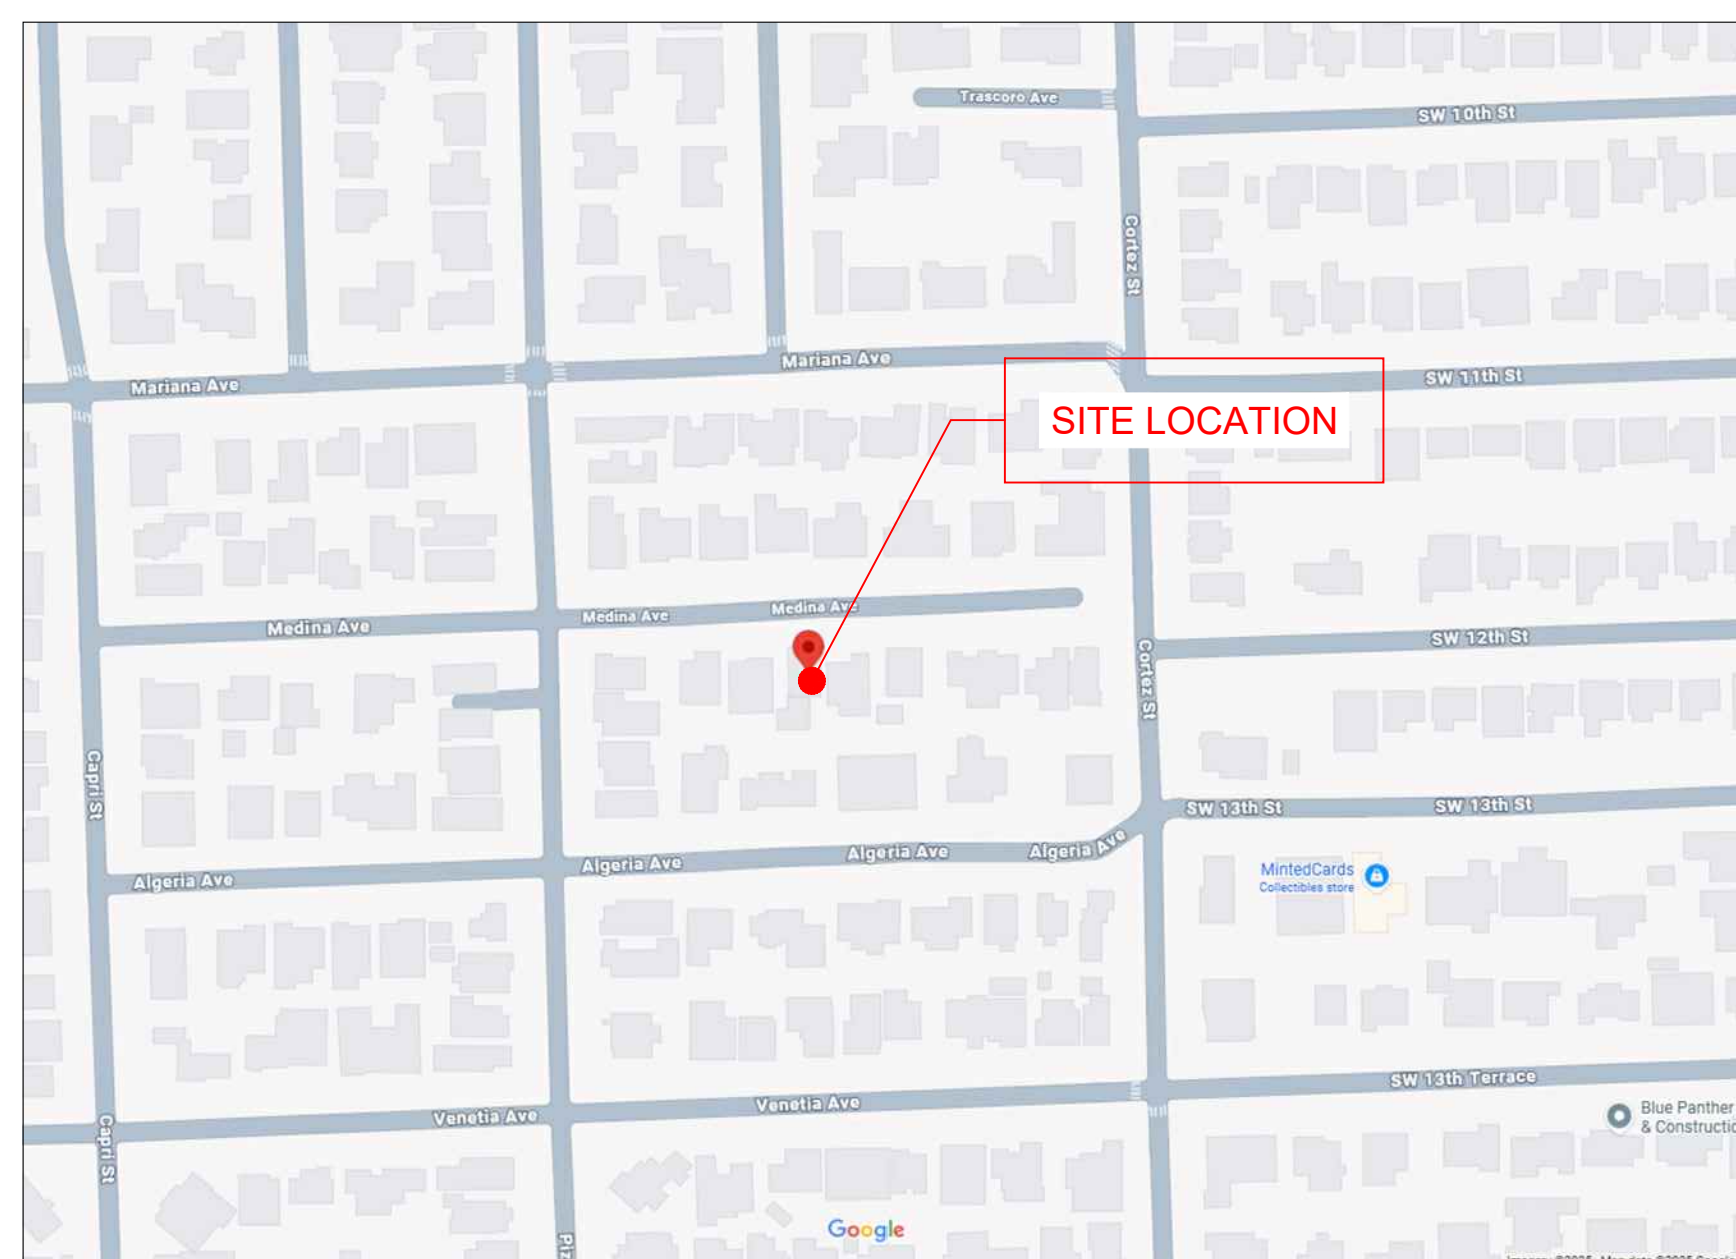 Trascoro Ave
SW 10th St
Cortez St
Mariana Ave
Mariana Ave
SW 11th St
SITE LOCATION
Medina Ave
Medina Ave
Medina Ave
SW 12th St
Cortez St
Capri St
SW 13th St
SW 13th St
Algeria Ave
Algeria Ave
Algeria Ave
Algeria Ave
MintedCards
Collectibles store
SW 13th Terrace
Venetia Ave
Venetia Ave
Blue Panther
& Constructio
Capri St
Google